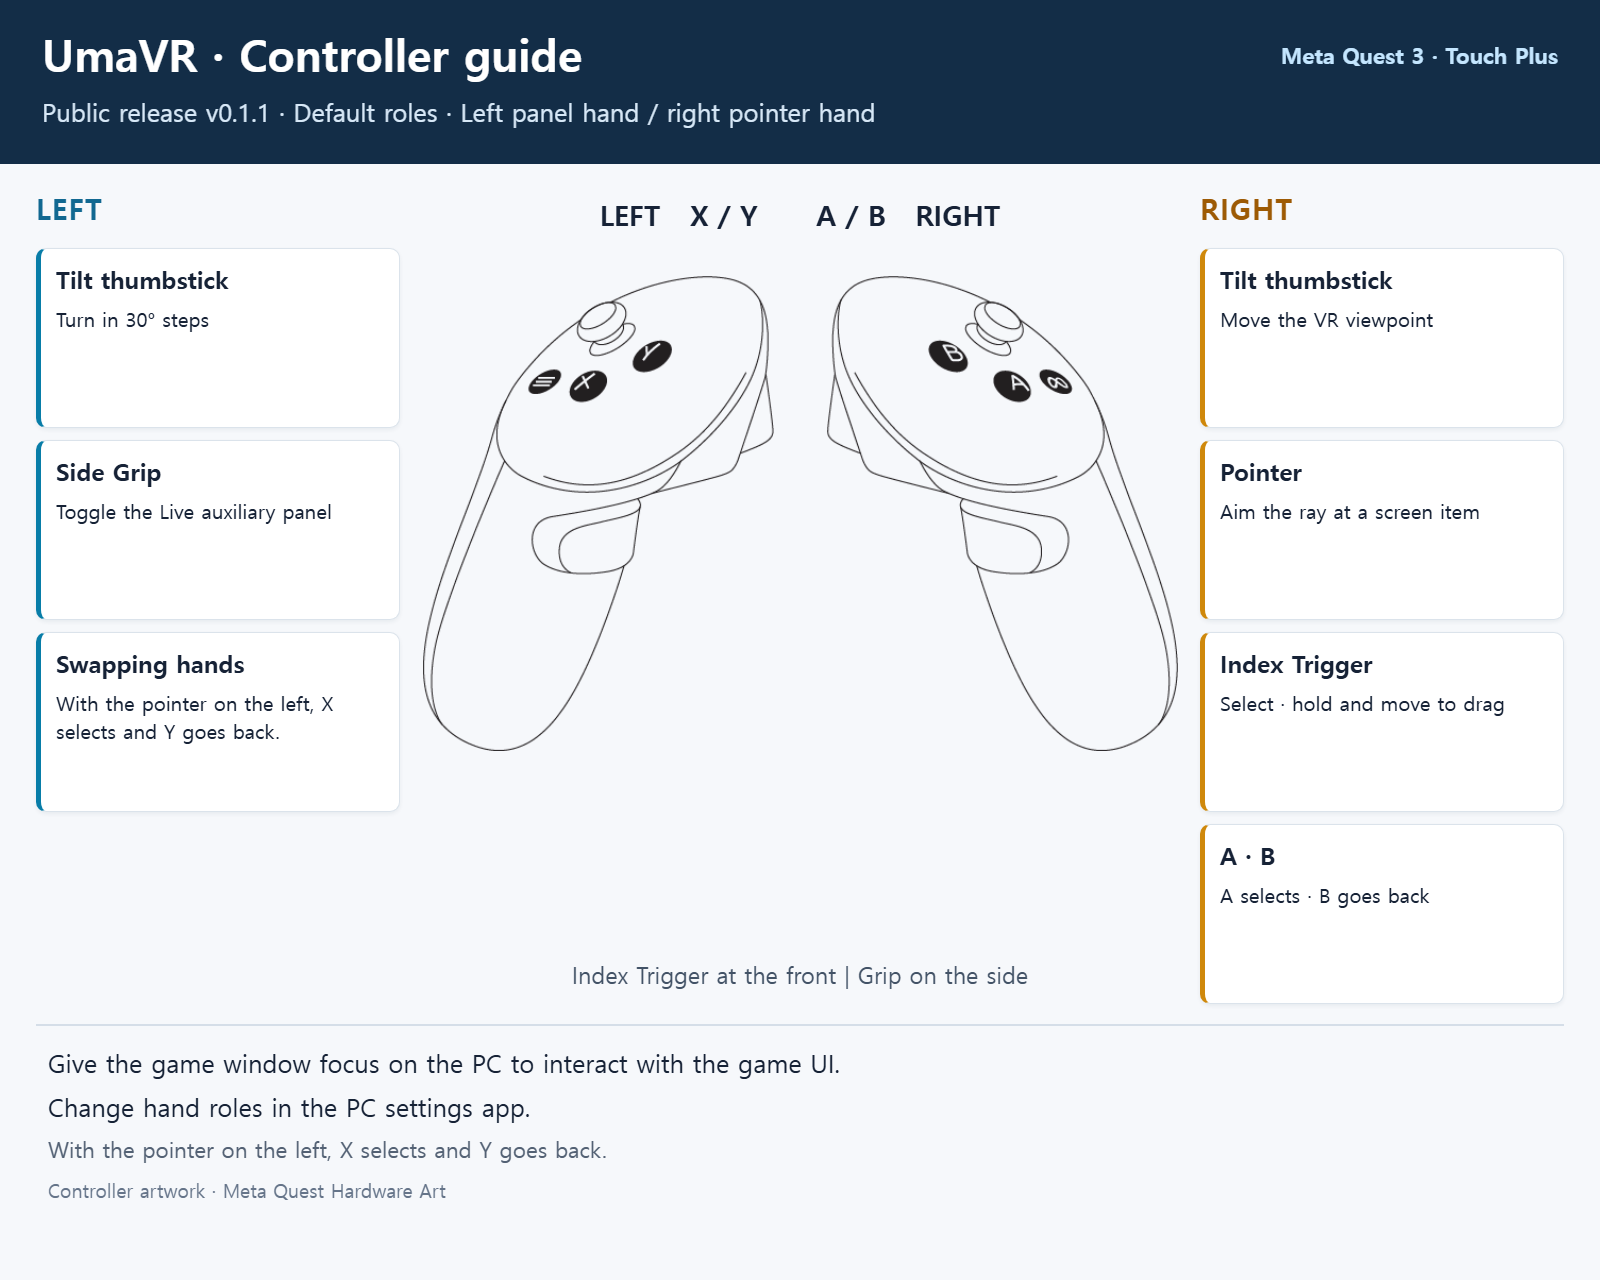 UmaVR · Controller guide
Meta Quest 3 · Touch Plus
Public release v0.1.1 · Default roles · Left panel hand / right pointer hand
LEFT
Tilt thumbstick
Turn in 30° steps
Side Grip
Toggle the Live auxiliary panel
Swapping hands
With the pointer on the left, X
selects and Y goes back.
LEFT X / Y A / B RIGHT
Y
X
B
A
RIGHT
Tilt thumbstick
Move the VR viewpoint
Pointer
Aim the ray at a screen item
Index Trigger
Select · hold and move to drag
A · B
A selects · B goes back
Index Trigger at the front | Grip on the side
Give the game window focus on the PC to interact with the game UI.
Change hand roles in the PC settings app.
With the pointer on the left, X selects and Y goes back.
Controller artwork · Meta Quest Hardware Art